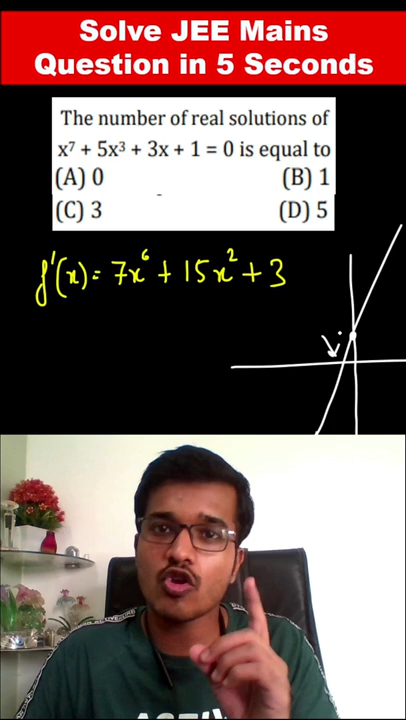 Solve JEE Mains
Question in 5 Seconds
The number of real solutions of
x⁷ + 5x³ + 3x + 1 = 0 is equal to
(A) 0 (B) 1
(C) 3 (D) 5
f'(x) = 7x⁶ + 15x² + 3
ACTIV